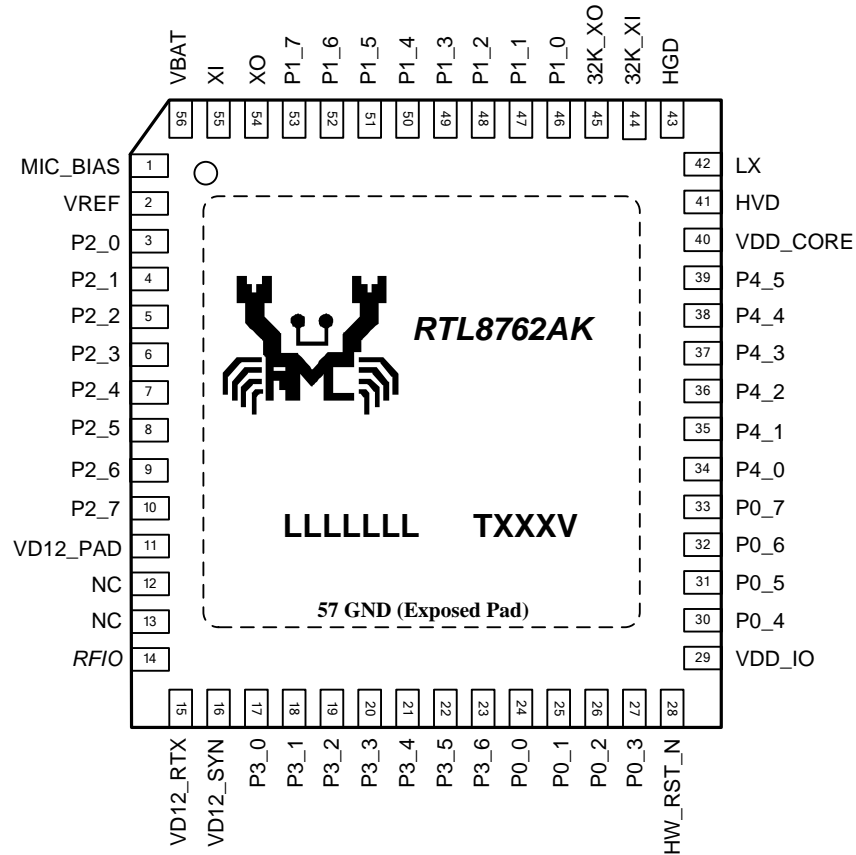 VBAT
XI
XO
P1_7
P1_6
P1_5
P1_4
P1_3
P1_2
P1_1
P1_0
32K_XO
32K_XI
HGD
56
55
54
53
52
51
50
49
48
47
46
45
44
43
MIC_BIAS 1
VREF 2
P2_0 3
P2_1 4
P2_2 5
P2_3 6
P2_4 7
P2_5 8
P2_6 9
P2_7 10
VD12_PAD 11
NC 12
NC 13
RFIO 14
RTL8762AK
LLLLLLL TXXXV
57 GND (Exposed Pad)
42 LX
41 HVD
40 VDD_CORE
39 P4_5
38 P4_4
37 P4_3
36 P4_2
35 P4_1
34 P4_0
33 P0_7
32 P0_6
31 P0_5
30 P0_4
29 VDD_IO
15
16
17
18
19
20
21
22
23
24
25
26
27
28
VD12_RTX
VD12_SYN
P3_0
P3_1
P3_2
P3_3
P3_4
P3_5
P3_6
P0_0
P0_1
P0_2
P0_3
HW_RST_N